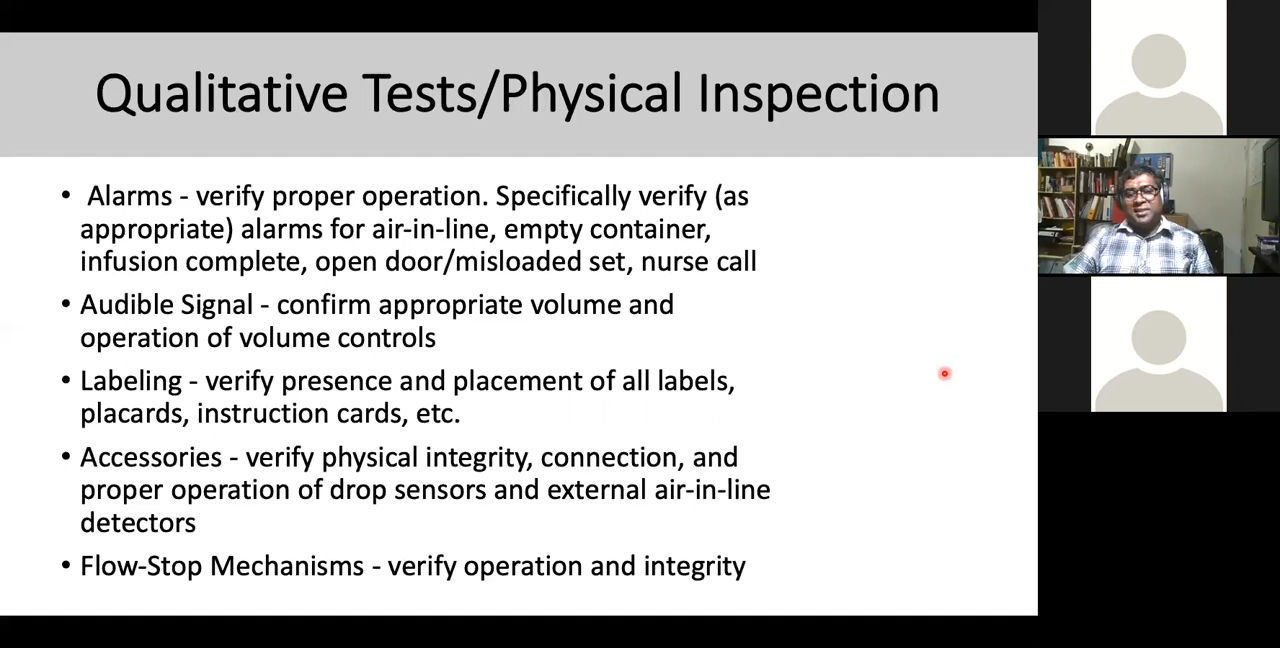 Qualitative Tests/Physical Inspection
• Alarms - verify proper operation. Specifically verify (as
appropriate) alarms for air-in-line, empty container,
infusion complete, open door/misloaded set, nurse call
• Audible Signal - confirm appropriate volume and
operation of volume controls
• Labeling - verify presence and placement of all labels,
placards, instruction cards, etc.
• Accessories - verify physical integrity, connection, and
proper operation of drop sensors and external air-in-line
detectors
• Flow-Stop Mechanisms - verify operation and integrity